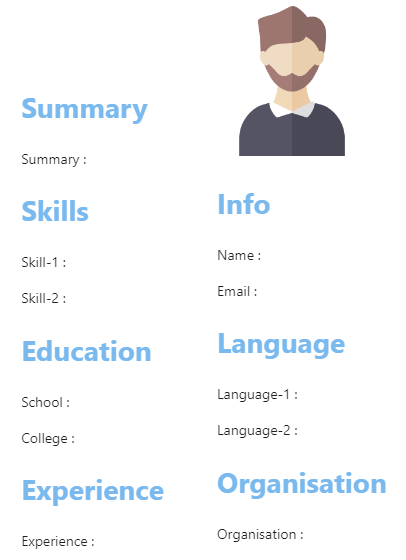 Summary
Summary :
Skills
Skill-1 :
Skill-2 :
Education
School :
College :
Experience
Experience :
Info
Name :
Email :
Language
Language-1 :
Language-2 :
Organisation
Organisation :